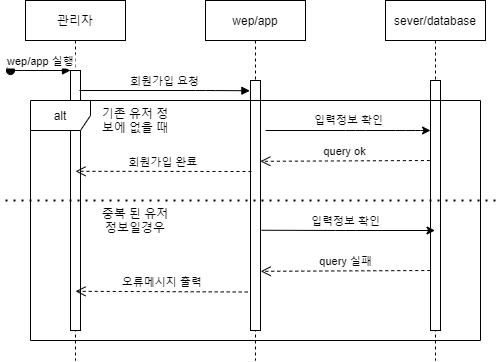 관리자
wep/app
sever/database
wep/app 실행
회원가입 요청
alt
기존 유저 정
보에 없을 때
입력정보 확인
query ok
회원가입 완료
중복 된 유저
정보일경우
입력정보 확인
query 실패
오류메시지 출력